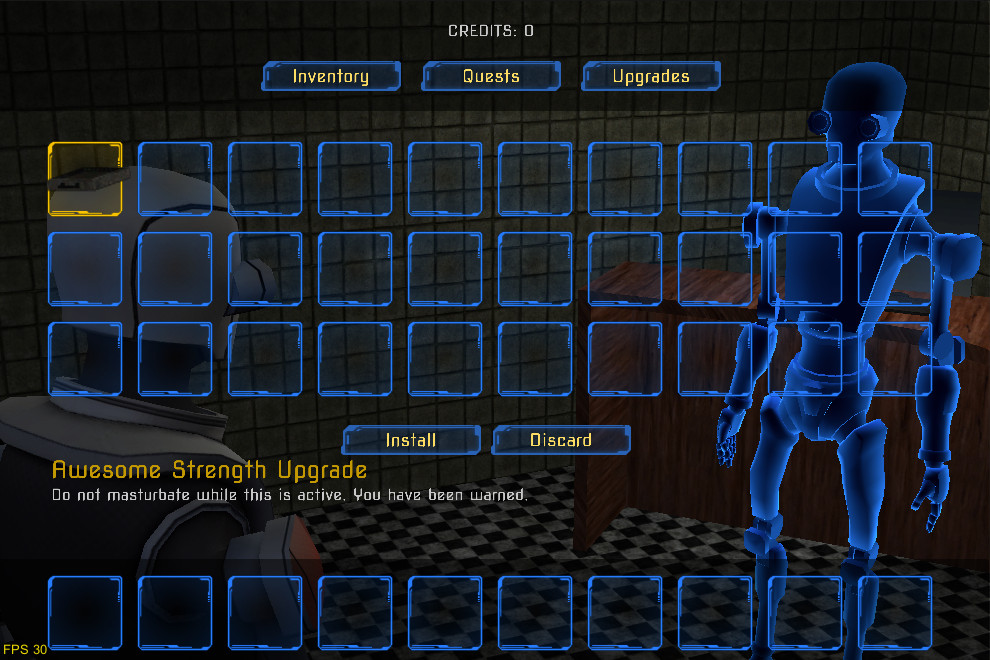 CREDITS: 0
Inventory
Quests
Upgrades
Install
Discard
Awesome Strength Upgrade
Do not masturbate while this is active. You have been warned.
FPS 30